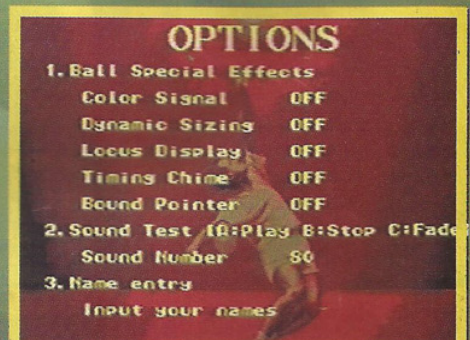 OPTIONS
1.Ball Special Effects
Color Signal OFF
Dynamic Sizing OFF
Locus Display OFF
Timing Chime OFF
Bound Pointer OFF
2.Sound Test [A:Play B:Stop C:Fade
Sound Number 80
3.Name entry
Input your names